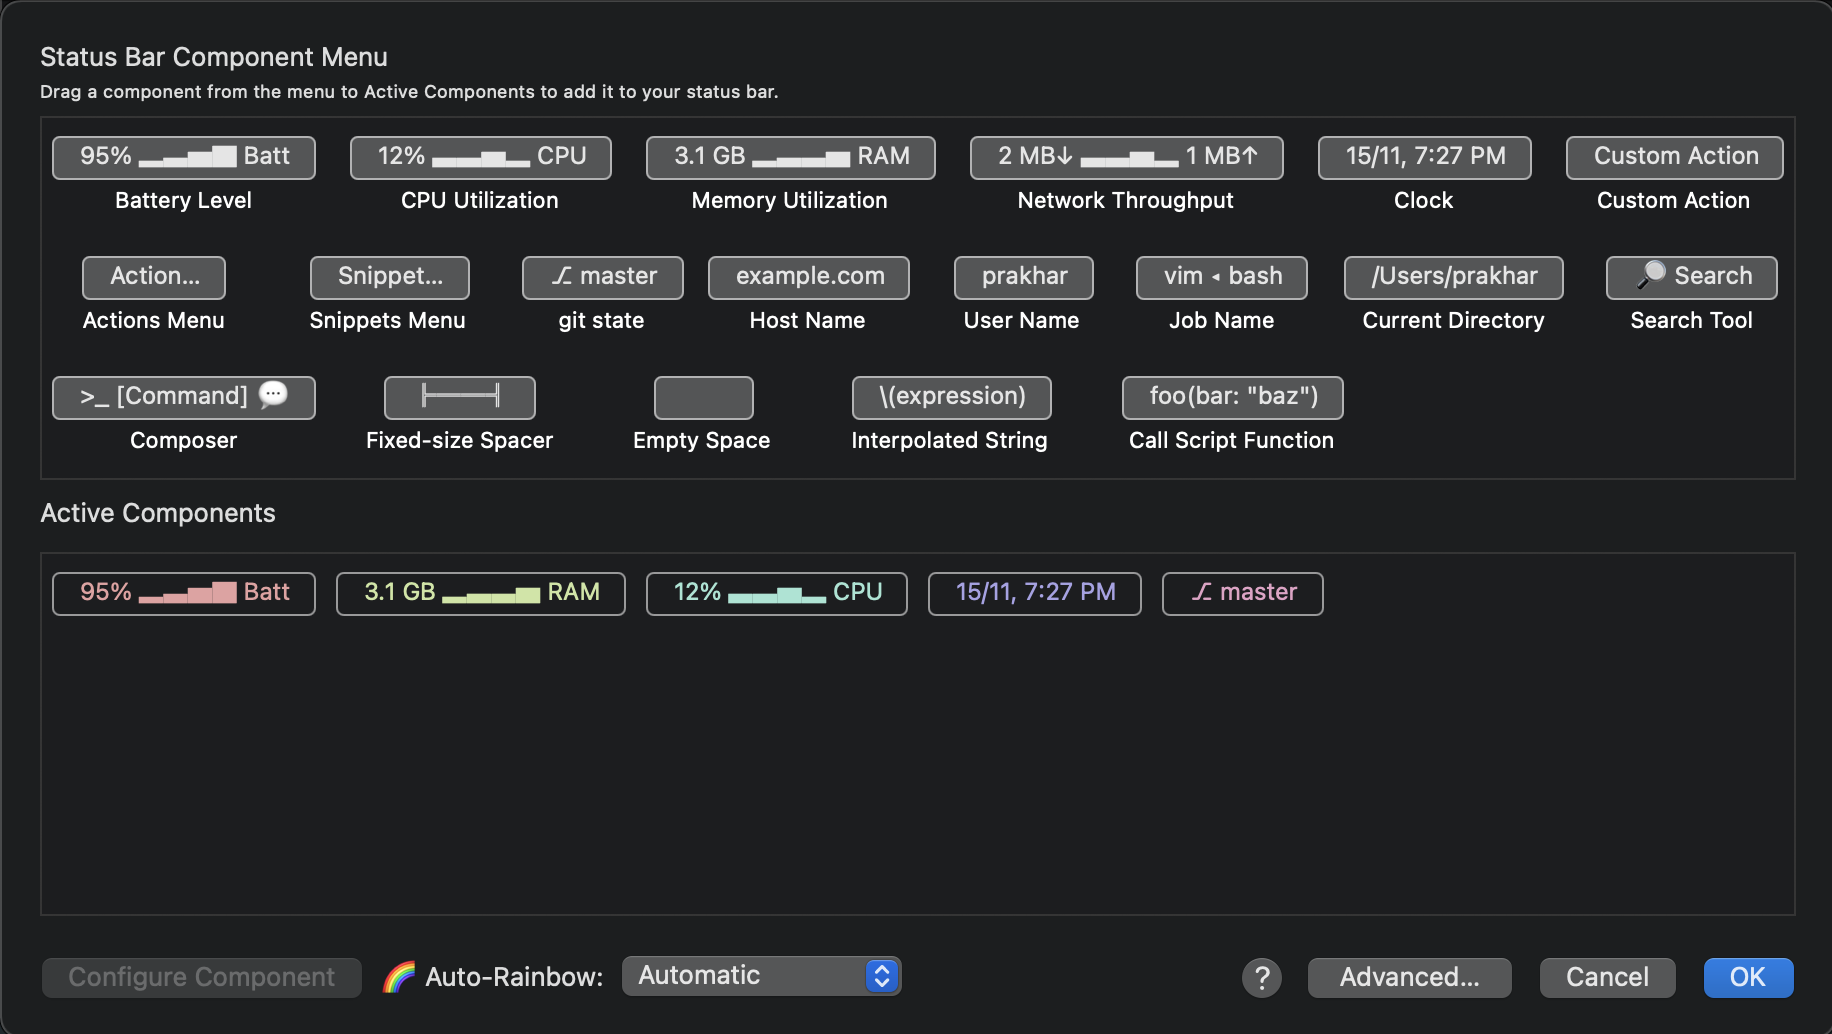 Status Bar Component Menu
Drag a component from the menu to Active Components to add it to your status bar.
95% ▂▃▅▇ Batt
12% ▂▂▅▂ CPU
3.1 GB ▂▃▃▅ RAM
2 MB↓ ▂▂▅▂ 1 MB↑
15/11, 7:27 PM
Custom Action
Battery Level
CPU Utilization
Memory Utilization
Network Throughput
Clock
Custom Action
Action...
Snippet...
⎇ master
example.com
prakhar
vim ◂ bash
/Users/prakhar
🔎 Search
Actions Menu
Snippets Menu
git state
Host Name
User Name
Job Name
Current Directory
Search Tool
>_ [Command] 💬
\(expression)
foo(bar: "baz")
Composer
Fixed-size Spacer
Empty Space
Interpolated String
Call Script Function
Active Components
95% ▂▃▅▇ Batt
3.1 GB ▂▃▃▅ RAM
12% ▂▂▅▂ CPU
15/11, 7:27 PM
⎇ master
Configure Component
🌈 Auto-Rainbow:
Automatic
?
Advanced...
Cancel
OK